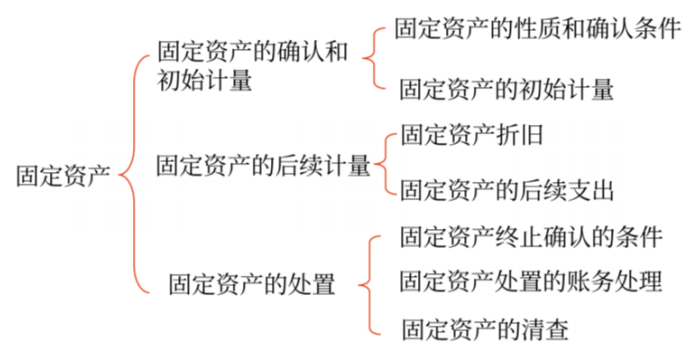 固定资产
固定资产的确认和
初始计量
固定资产的性质和确认条件
固定资产的初始计量
固定资产的后续计量
固定资产折旧
固定资产的后续支出
固定资产的处置
固定资产终止确认的条件
固定资产处置的账务处理
固定资产的清查